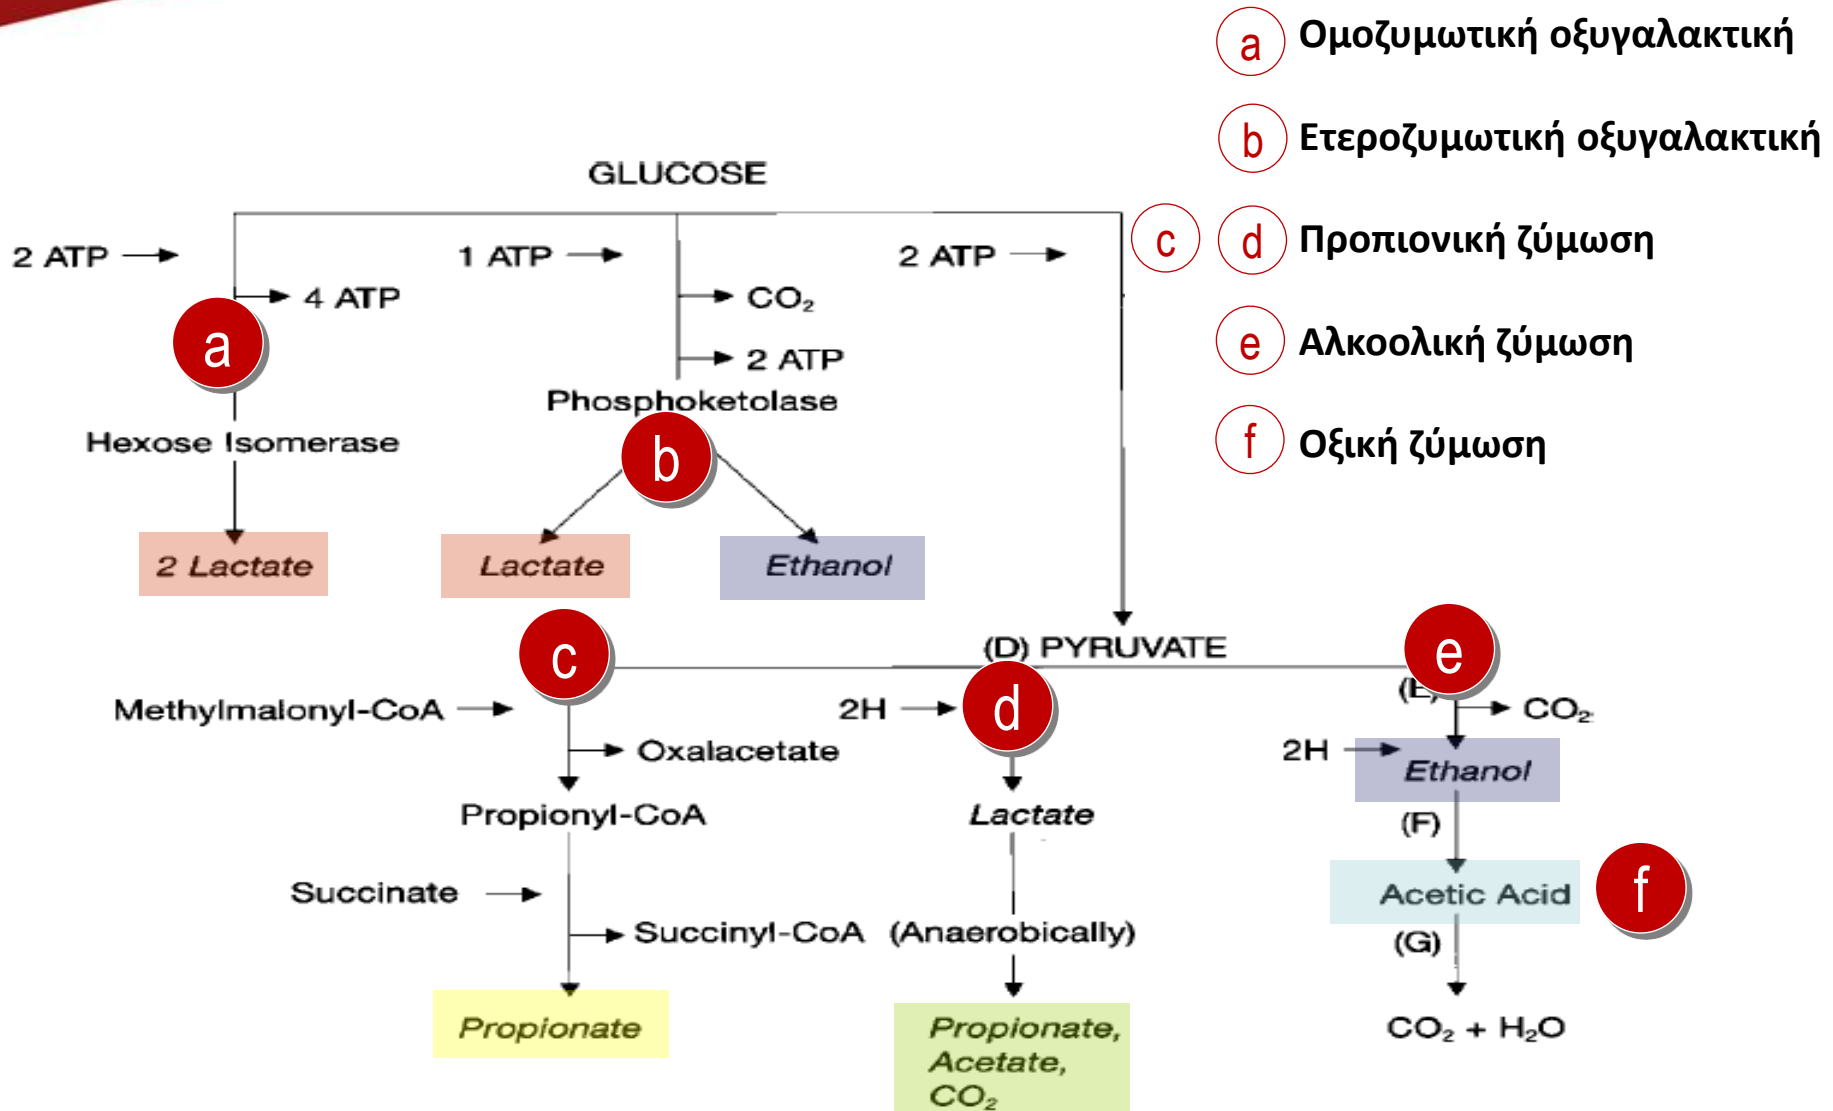 a Ομοζυμωτική οξυγαλακτική
b Ετεροζυμωτική οξυγαλακτική
c d Προπιονική ζύμωση
e Αλκοολική ζύμωση
f Οξική ζύμωση
GLUCOSE
2 ATP
4 ATP
a
Hexose Isomerase
2 Lactate
1 ATP
CO₂
2 ATP
Phosphoketolase
b
Lactate
Ethanol
2 ATP
(D) PYRUVATE
c
Methylmalonyl-CoA
Oxalacetate
Propionyl-CoA
Succinate
Succinyl-CoA
Propionate
d
2H
Lactate
(Anaerobically)
Propionate,
Acetate,
CO₂
e
(E)
CO₂
2H
Ethanol
(F)
Acetic Acid
f
(G)
CO₂ + H₂O